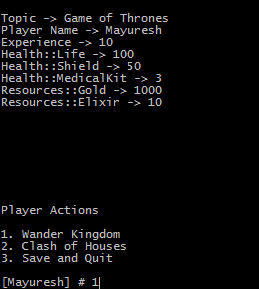 Topic -> Game of Thrones
Player Name -> Mayuresh
Experience -> 10
Health::Life -> 100
Health::Shield -> 50
Health::MedicalKit -> 3
Resources::Gold -> 1000
Resources::Elixir -> 10
Player Actions
1. Wander Kingdom
2. Clash of Houses
3. Save and Quit
[Mayuresh] # 1